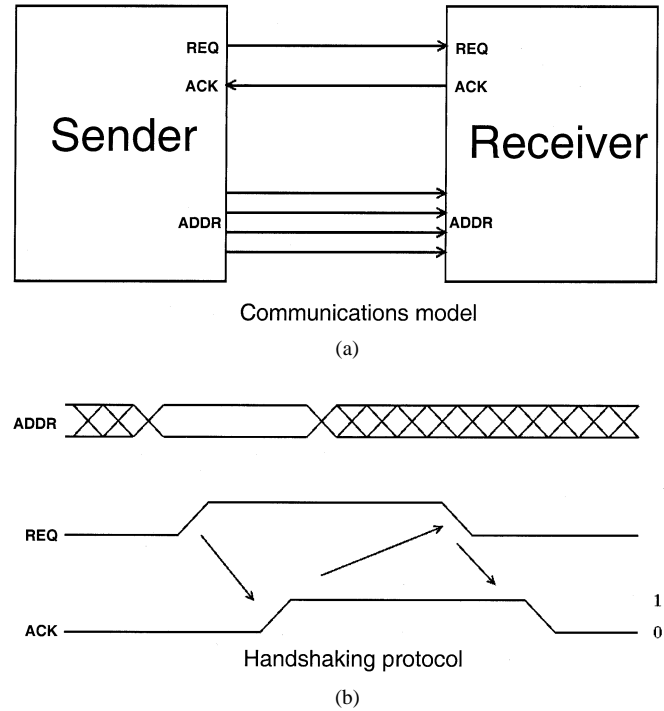 REQ REQ
ACK ACK
Sender Receiver
ADDR ADDR
Communications model
(a)
ADDR
REQ
1
ACK 0
Handshaking protocol
(b)